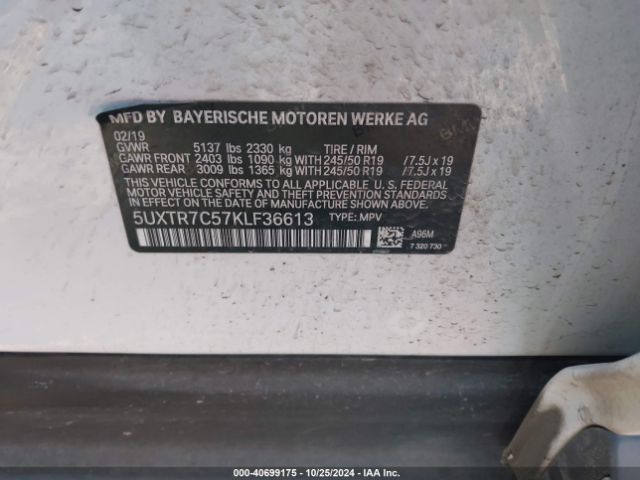 MFD BY BAYERISCHE MOTOREN WERKE AG
02/19
GVWR 5137 lbs 2330 kg TIRE / RIM
GAWR FRONT 2403 lbs 1090 kg WITH 245/50 R19 /7.5J x 19
GAWR REAR 3009 lbs 1365 kg WITH 245/50 R19 /7.5J x 19
THIS VEHICLE CONFORMS TO ALL APPLICABLE U. S. FEDERAL
MOTOR VEHICLE SAFETY, BUMPER, AND THEFT PREVENTION STANDARDS
IN EFFECT ON THE DATE OF MANUFACTURE SHOWN ABOVE.
5UXTR7C57KLF36613 TYPE: MPV
A96M
7 320 730
000-40699175 - 10/25/2024 - IAA Inc.